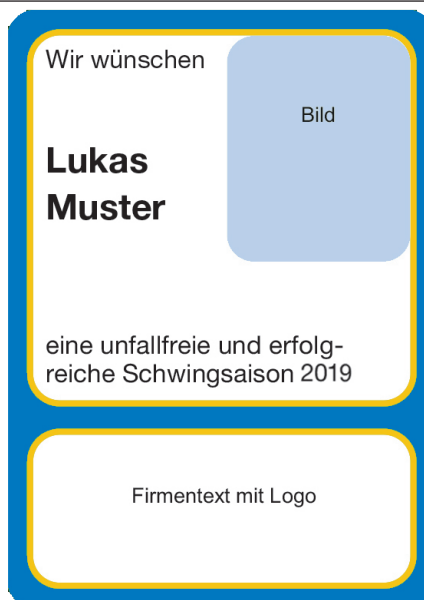 Wir wünschen
Bild
Lukas
Muster
eine unfallfreie und erfolg-
reiche Schwingsaison 2019
Firmentext mit Logo